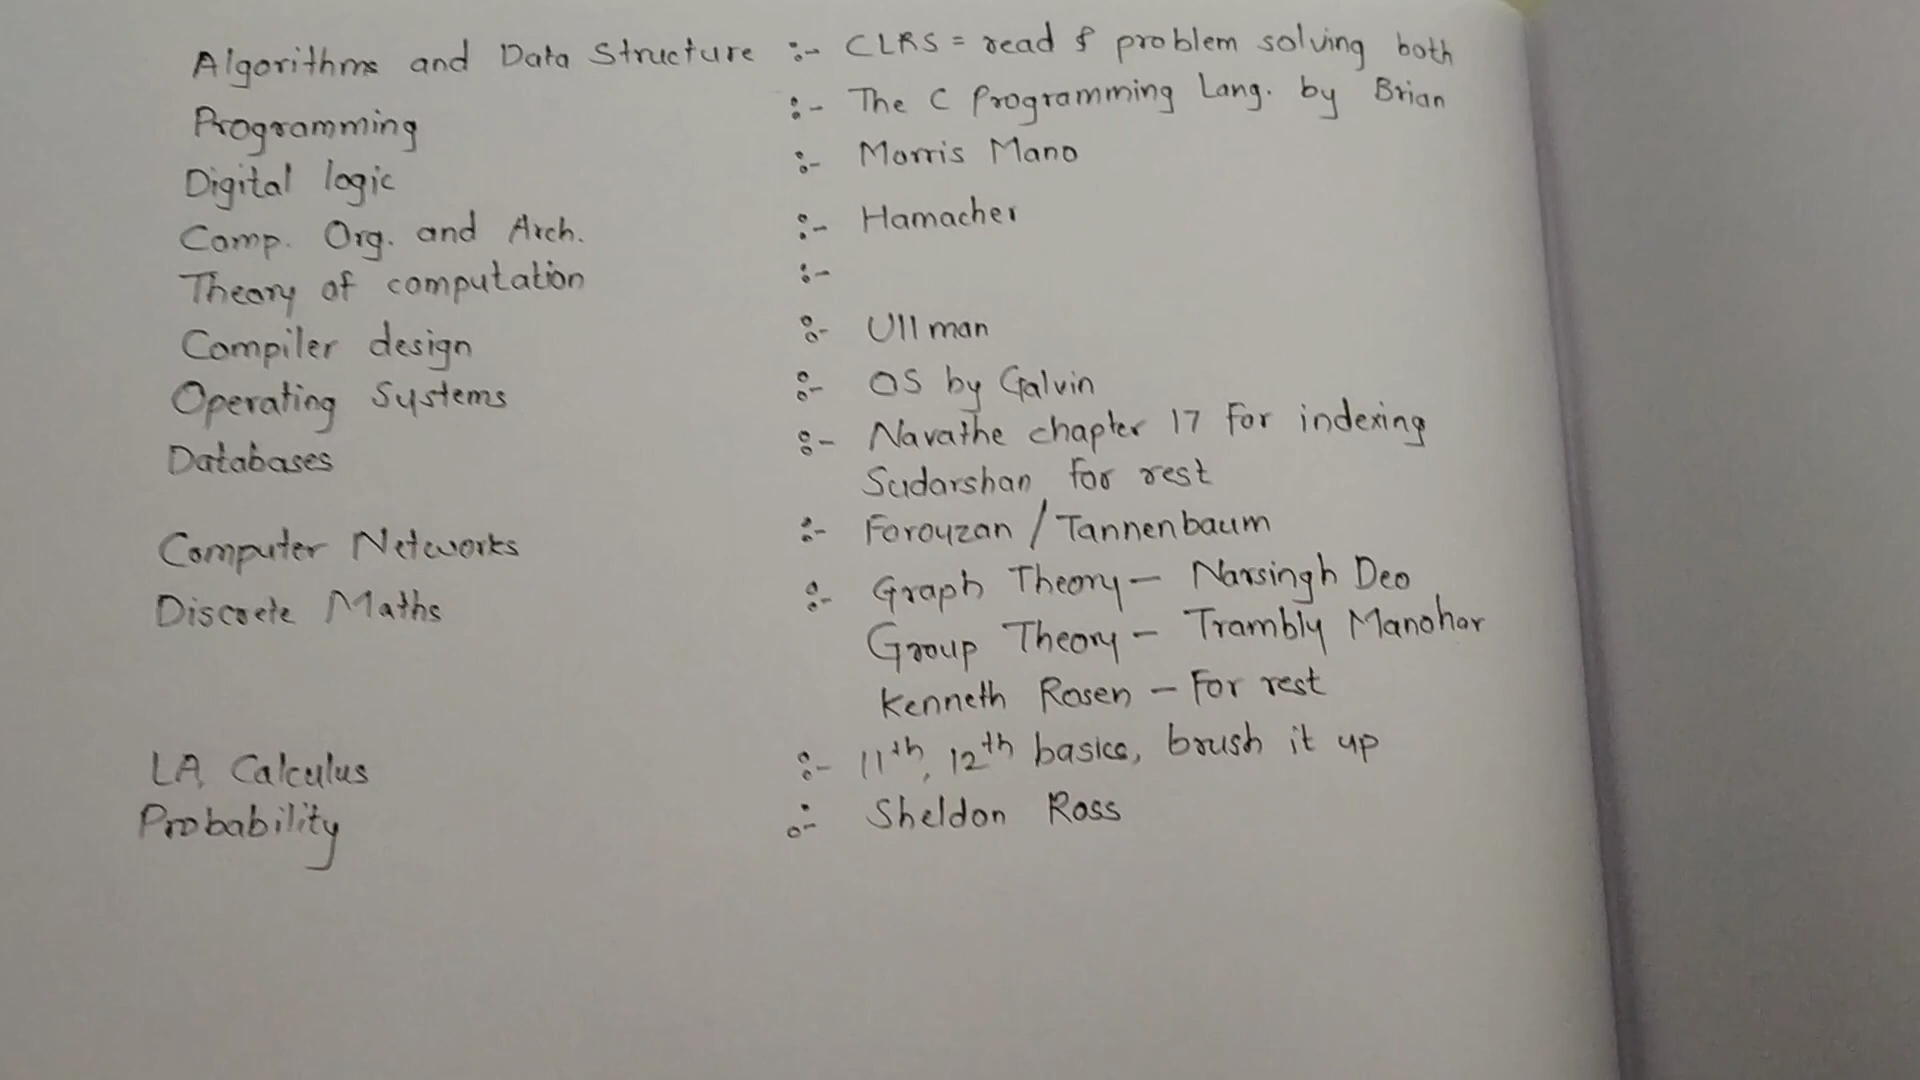 Algorithms and Data Structure :- CLRS = read & problem solving both
Programming :- The C Programming Lang. by Brian
Digital logic :- Morris Mano
Comp. Org. and Arch. :- Hamacher
Theory of computation :-
Compiler design :- Ullman
Operating Systems :- OS by Galvin
Databases :- Navathe chapter 17 For indexing
Sudarshan for rest
Computer Networks :- Forouzan / Tannenbaum
Discrete Maths :- Graph Theory - Narsingh Deo
Group Theory - Trambly Manohar
Kenneth Rosen - For rest
LA, Calculus :- 11th, 12th basics, brush it up
Probability :- Sheldon Ross